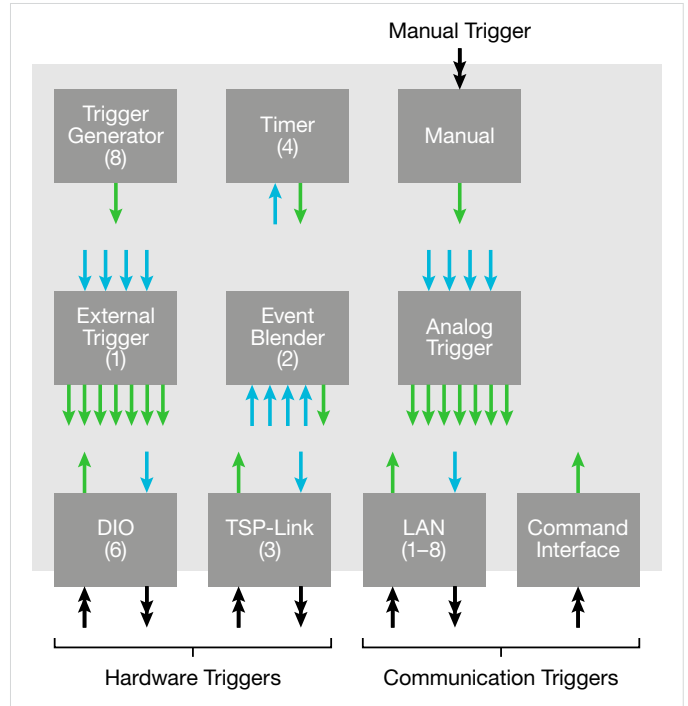 Manual Trigger
Trigger
Generator
(8)
Timer
(4)
Manual
External
Trigger
(1)
Event
Blender
(2)
Analog
Trigger
DIO
(6)
TSP-Link
(3)
LAN
(1–8)
Command
Interface
Hardware Triggers
Communication Triggers